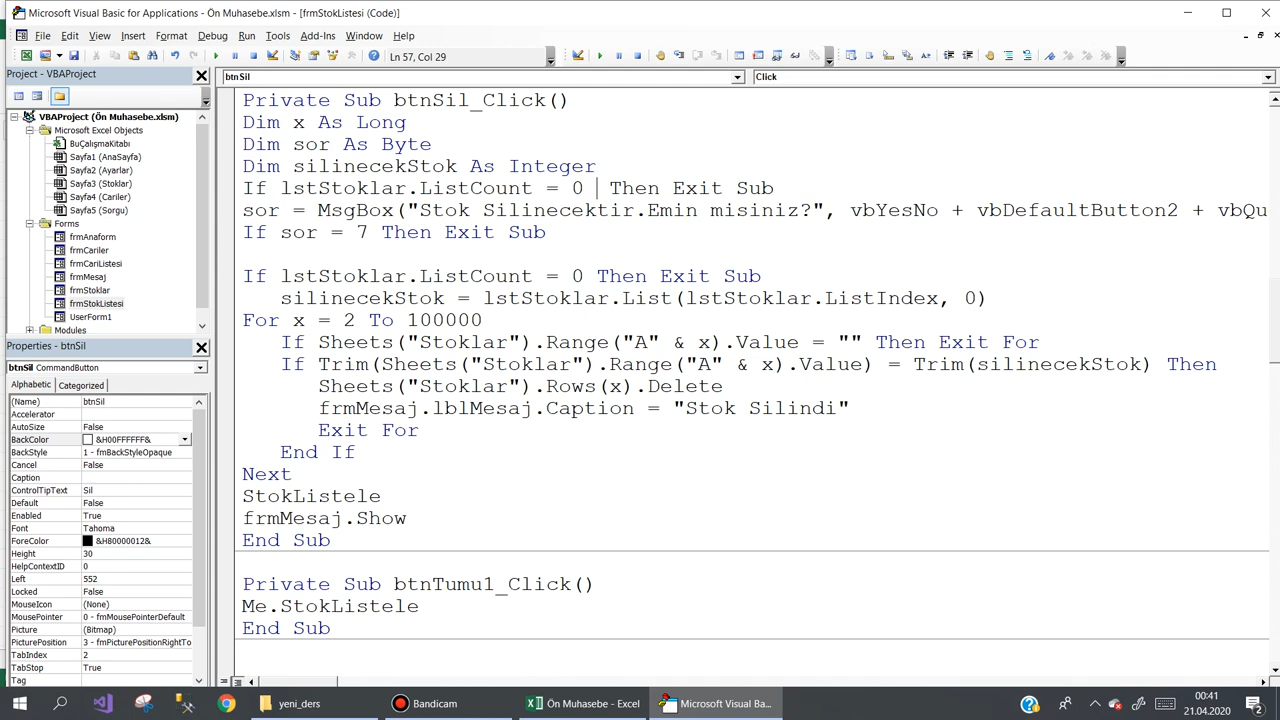 Microsoft Visual Basic for Applications - Ön Muhasebe.xlsm - [frmStokListesi (Code)]
File Edit View Insert Format Debug Run Tools Add-Ins Window Help
Ln 57, Col 29
Project - VBAProject
VBAProject (Ön Muhasebe.xlsm)
Microsoft Excel Objects
BuÇalışmaKitabı
Sayfa1 (AnaSayfa)
Sayfa2 (Ayarlar)
Sayfa3 (Stoklar)
Sayfa4 (Cariler)
Sayfa5 (Sorgu)
Forms
frmAnaform
frmCariler
frmCariListesi
frmMesaj
frmStoklar
frmStokListesi
UserForm1
Modules
Properties - btnSil
btnSil CommandButton
Alphabetic Categorized
(Name) btnSil
Accelerator
AutoSize False
BackColor &H00FFFFFF&
BackStyle 1 - fmBackStyleOpaque
Cancel False
Caption
ControlTipText Sil
Default False
Enabled True
Font Tahoma
ForeColor &H80000012&
Height 30
HelpContextID 0
Left 552
Locked False
MouseIcon (None)
MousePointer 0 - fmMousePointerDefault
Picture (Bitmap)
PicturePosition 3 - fmPicturePositionRightTo
TabIndex 2
TabStop True
Tag
btnSil Click
Private Sub btnSil_Click()
Dim x As Long
Dim sor As Byte
Dim silinecekStok As Integer
If lstStoklar.ListCount = 0 Then Exit Sub
sor = MsgBox("Stok Silinecektir.Emin misiniz?", vbYesNo + vbDefaultButton2 + vbQu
If sor = 7 Then Exit Sub
If lstStoklar.ListCount = 0 Then Exit Sub
silinecekStok = lstStoklar.List(lstStoklar.ListIndex, 0)
For x = 2 To 100000
If Sheets("Stoklar").Range("A" & x).Value = "" Then Exit For
If Trim(Sheets("Stoklar").Range("A" & x).Value) = Trim(silinecekStok) Then
Sheets("Stoklar").Rows(x).Delete
frmMesaj.lblMesaj.Caption = "Stok Silindi"
Exit For
End If
Next
StokListele
frmMesaj.Show
End Sub
Private Sub btnTumu1_Click()
Me.StokListele
End Sub
yeni_ders
Bandicam
Ön Muhasebe - Excel
Microsoft Visual Ba...
00:41
21.04.2020
2